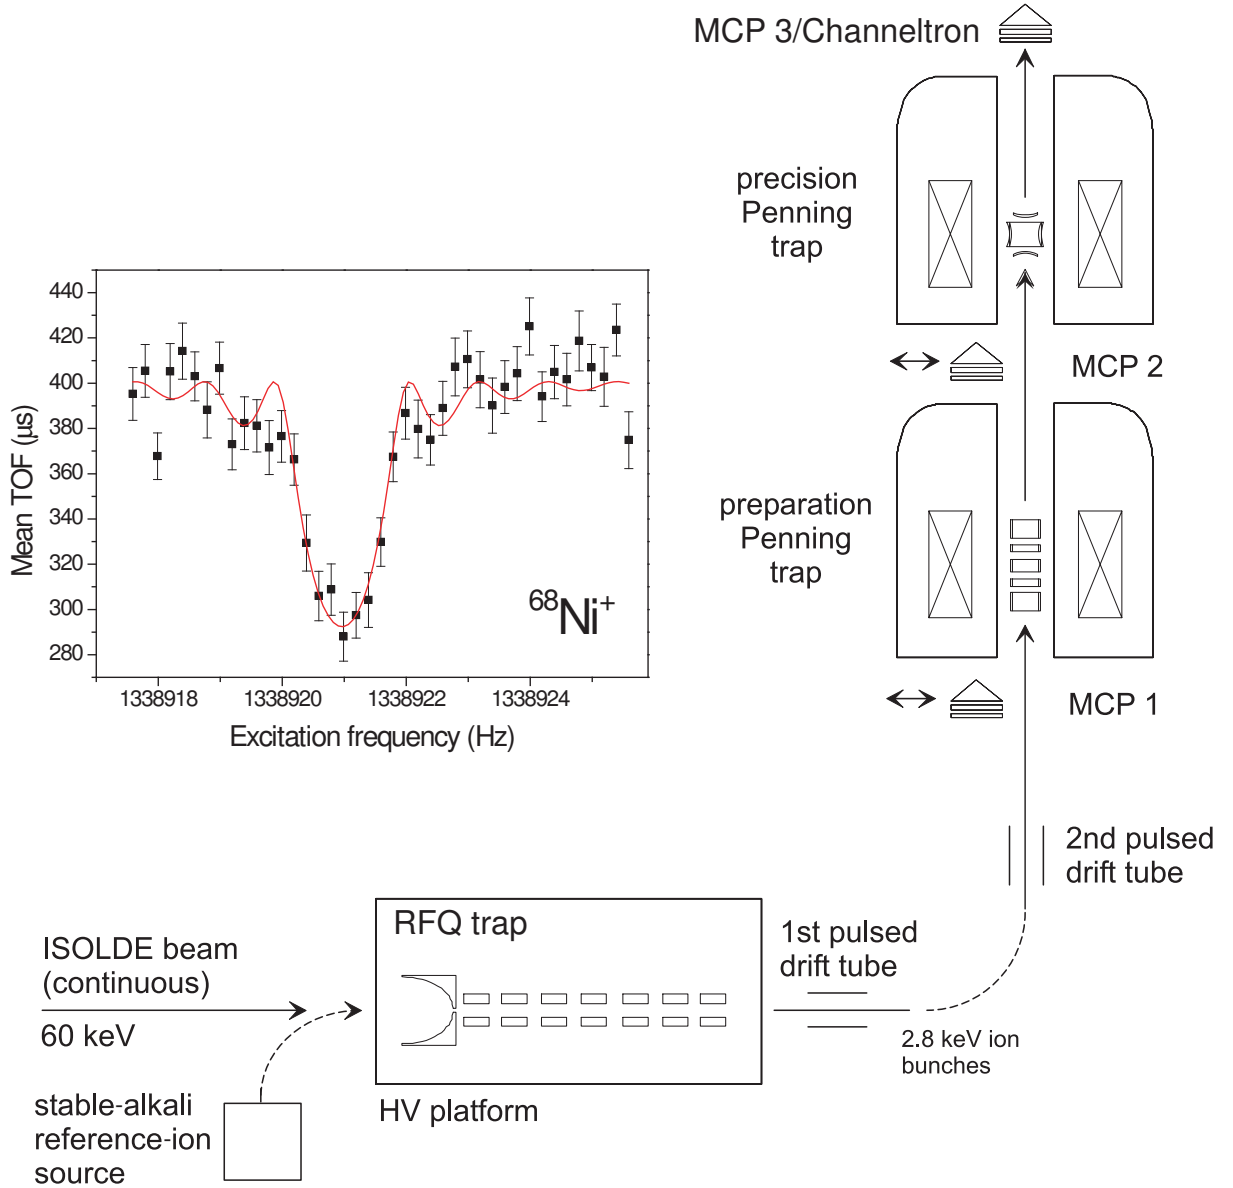 MCP 3/Channeltron
precision
Penning
trap
MCP 2
preparation
Penning
trap
MCP 1
440
420
400
380
360
340
320
300
280
Mean TOF (µs)
68Ni+
1338918 1338920 1338922 1338924
Excitation frequency (Hz)
2nd pulsed
drift tube
RFQ trap
1st pulsed
drift tube
ISOLDE beam
(continuous)
60 keV
2.8 keV ion
bunches
HV platform
stable-alkali
reference-ion
source